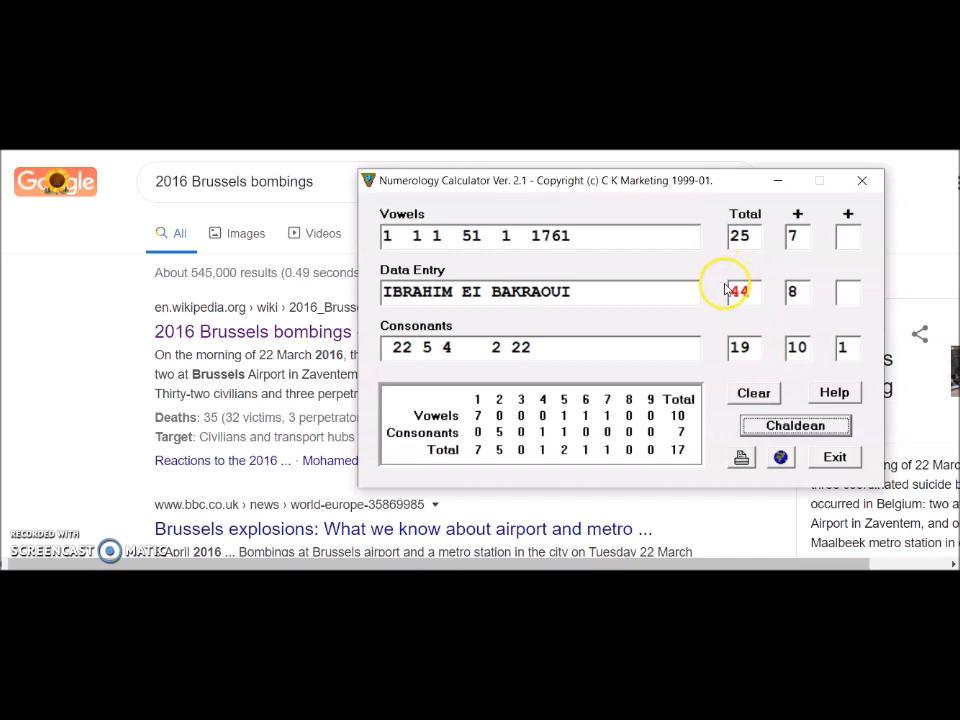 Google
2016 Brussels bombings
All Images Videos
About 545,000 results (0.49 seconds
en.wikipedia.org › wiki › 2016_Brus
2016 Brussels bombings -
On the morning of 22 March 2016, th
two at Brussels Airport in Zaventem
Thirty-two civilians and three perpet
Deaths: 35 (32 victims, 3 perpetrator
Target: Civilians and transport hubs
Reactions to the 2016 ... · Mohamed
www.bbc.co.uk › news › world-europe-35869985
Brussels explosions: What we know about airport and metro ...
April 2016 ... Bombings at Brussels airport and a metro station in the city on Tuesday 22 March
Numerology Calculator Ver. 2.1 - Copyright (c) C K Marketing 1999-01.
Vowels Total + +
1 1 1 51 1 1761 25 7
Data Entry
IBRAHIM EI BAKRAOUI 44 8
Consonants
22 5 4 2 22 19 10 1
1 2 3 4 5 6 7 8 9 Total
Vowels 7 0 0 0 1 1 1 0 0 10
Consonants 0 5 0 1 1 0 0 0 0 7
Total 7 5 0 1 2 1 1 0 0 17
Clear Help
Chaldean
Exit
ng of 22 Marc
three coordinated suicide b
occurred in Belgium: two a
Airport in Zaventem, and o
Maalbeek metro station in
RECORDED WITH
SCREENCAST MATIC